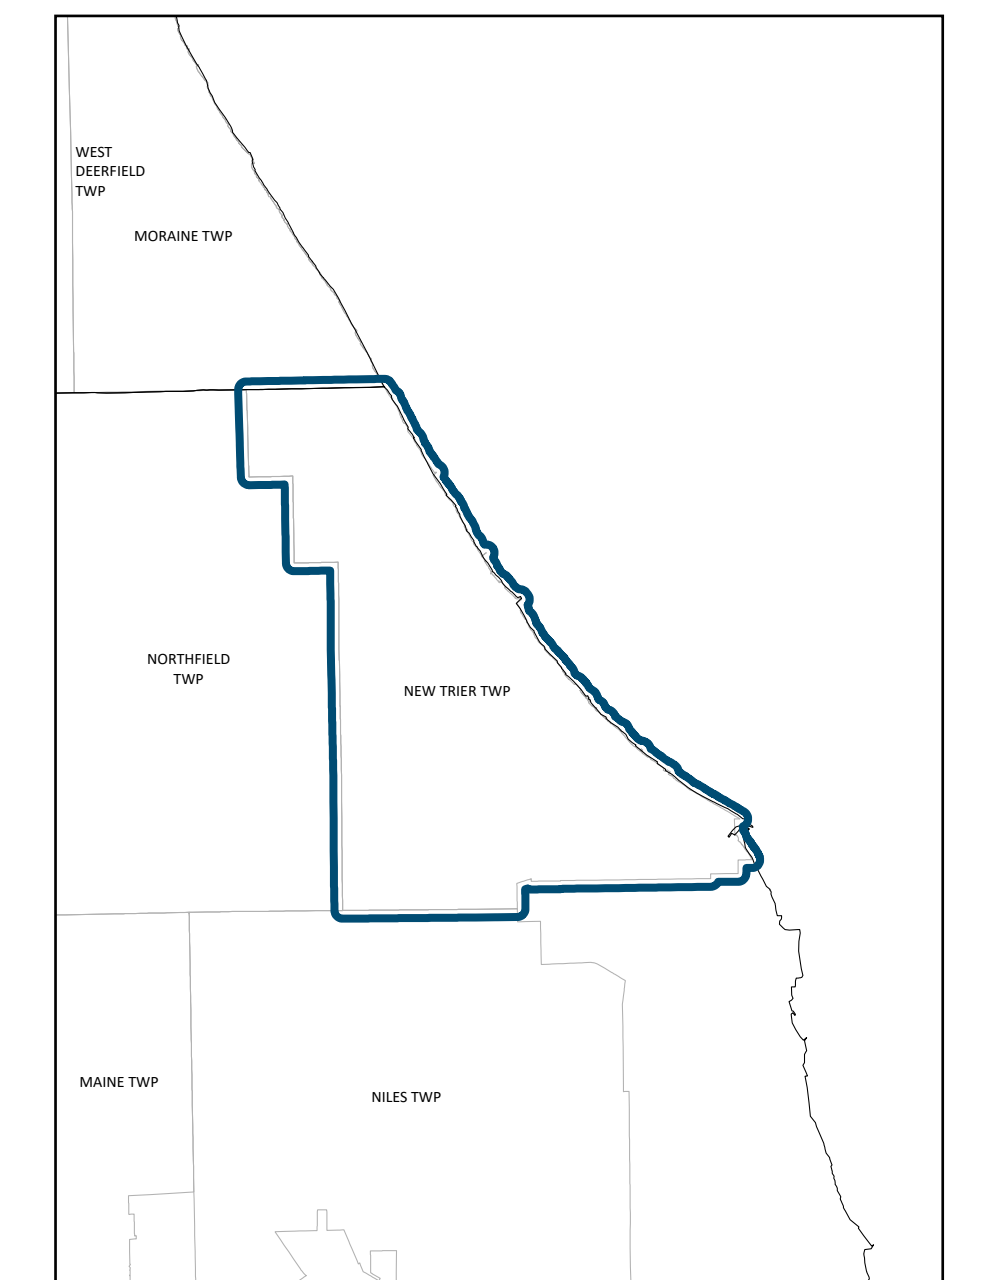 WEST
DEERFIELD
TWP
MORAINE TWP
NORTHFIELD
TWP
NEW TRIER TWP
MAINE TWP
NILES TWP